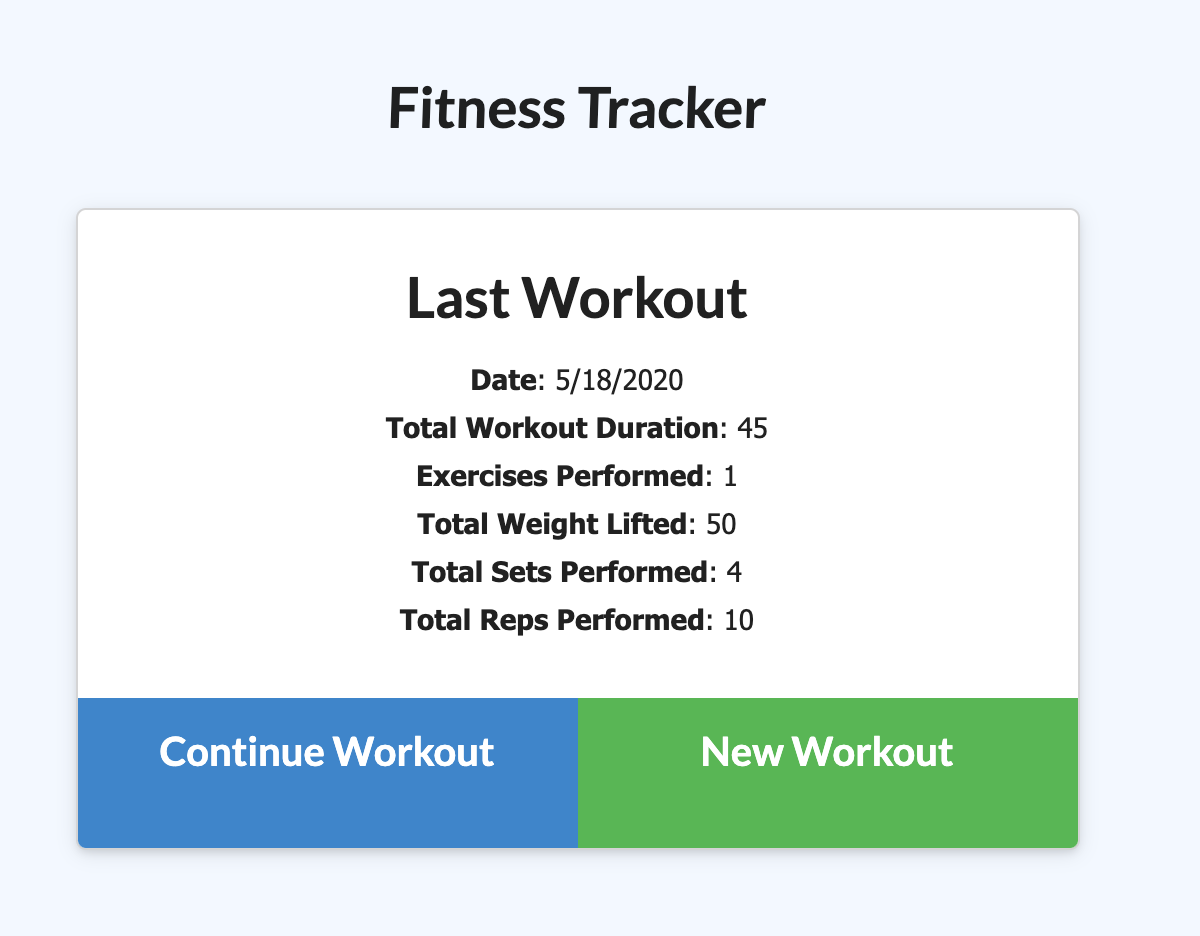 Fitness Tracker
Last Workout
Date: 5/18/2020
Total Workout Duration: 45
Exercises Performed: 1
Total Weight Lifted: 50
Total Sets Performed: 4
Total Reps Performed: 10
Continue Workout
New Workout